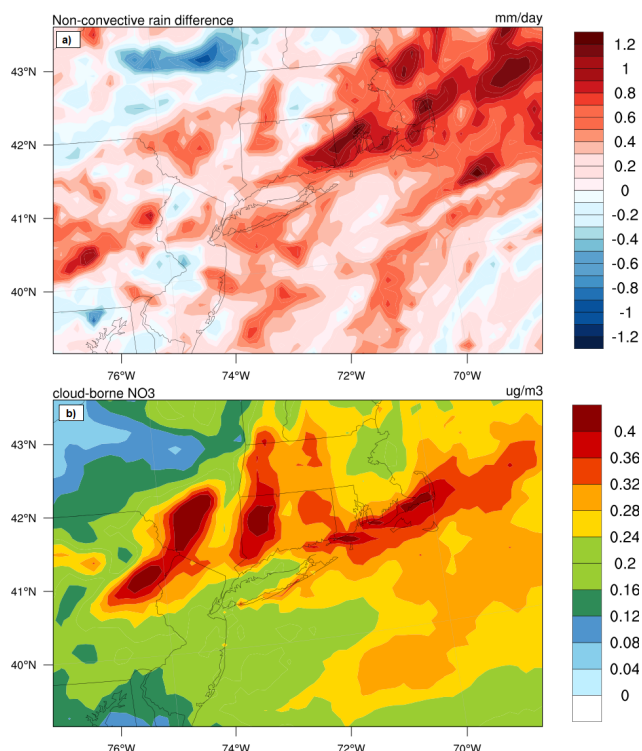 Non-convective rain difference mm/day
a)
43°N
42°N
41°N
40°N
76°W 74°W 72°W 70°W
1.2
1
0.8
0.6
0.4
0.2
0
-0.2
-0.4
-0.6
-0.8
-1
-1.2
cloud-borne NO3 ug/m3
b)
43°N
42°N
41°N
40°N
76°W 74°W 72°W 70°W
0.4
0.36
0.32
0.28
0.24
0.2
0.16
0.12
0.08
0.04
0